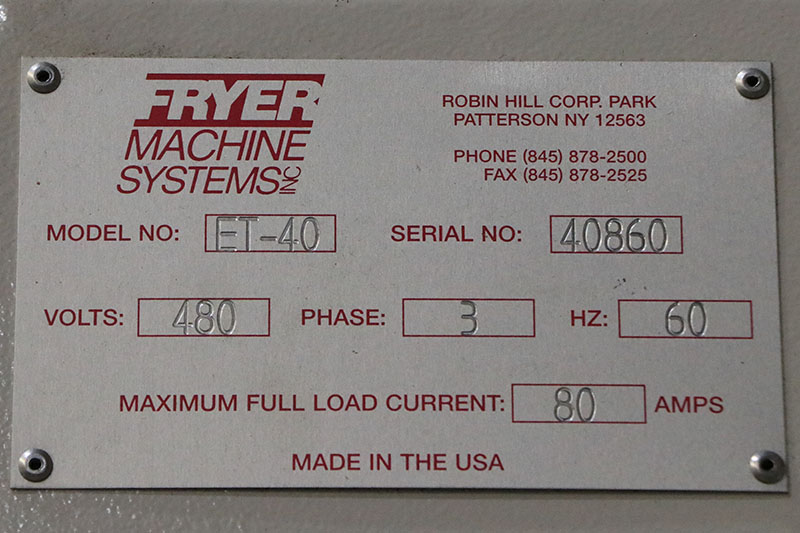 FRYER
MACHINE
SYSTEMS INC
ROBIN HILL CORP. PARK
PATTERSON NY 12563
PHONE (845) 878-2500
FAX (845) 878-2525
MODEL NO: ET-40 SERIAL NO: 40860
VOLTS: 480 PHASE: 3 HZ: 60
MAXIMUM FULL LOAD CURRENT: 80 AMPS
MADE IN THE USA